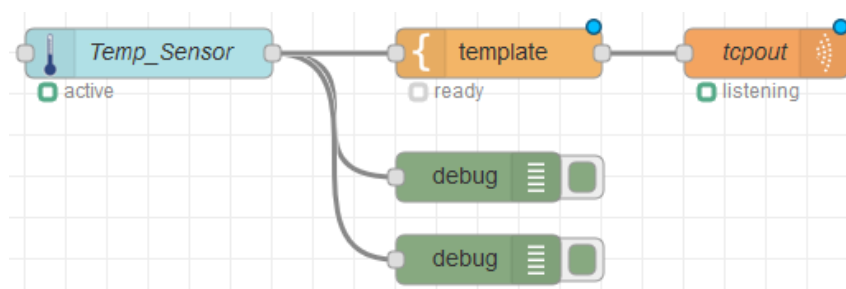 Temp_Sensor template tcpout
active ready listening
debug
debug